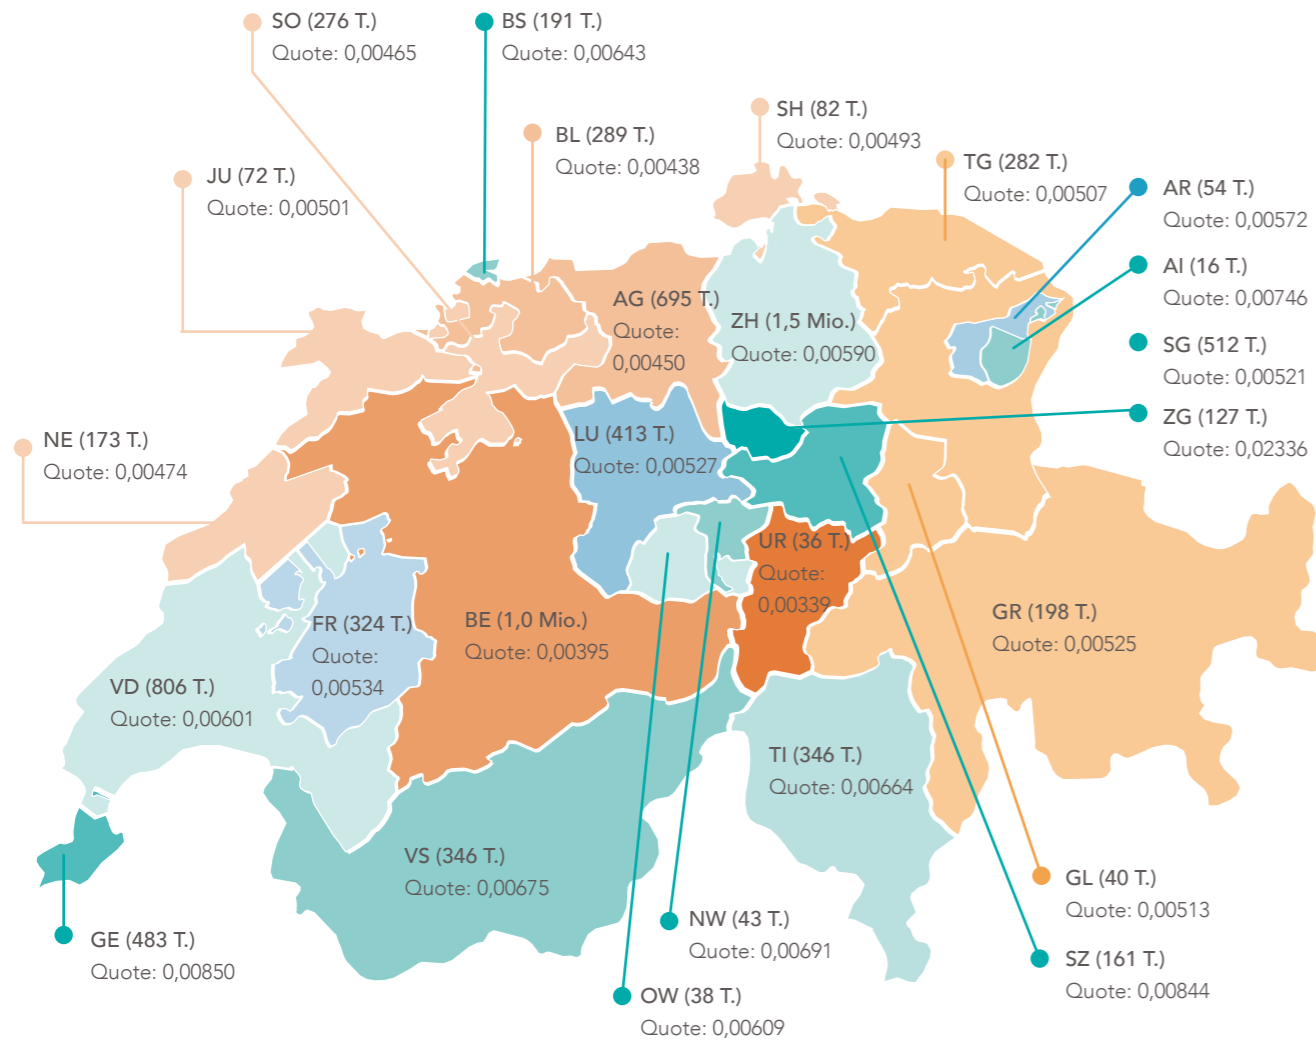 SO (276 T.)
Quote: 0,00465
BS (191 T.)
Quote: 0,00643
BL (289 T.)
Quote: 0,00438
SH (82 T.)
Quote: 0,00493
TG (282 T.)
Quote: 0,00507
JU (72 T.)
Quote: 0,00501
AR (54 T.)
Quote: 0,00572
AI (16 T.)
Quote: 0,00746
AG (695 T.)
Quote:
0,00450
ZH (1,5 Mio.)
Quote: 0,00590
SG (512 T.)
Quote: 0,00521
ZG (127 T.)
Quote: 0,02336
NE (173 T.)
Quote: 0,00474
LU (413 T.)
Quote: 0,00527
UR (36 T.)
Quote:
0,00339
GR (198 T.)
Quote: 0,00525
FR (324 T.)
Quote:
0,00534
BE (1,0 Mio.)
Quote: 0,00395
VD (806 T.)
Quote: 0,00601
TI (346 T.)
Quote: 0,00664
VS (346 T.)
Quote: 0,00675
GL (40 T.)
Quote: 0,00513
NW (43 T.)
Quote: 0,00691
GE (483 T.)
Quote: 0,00850
SZ (161 T.)
Quote: 0,00844
OW (38 T.)
Quote: 0,00609